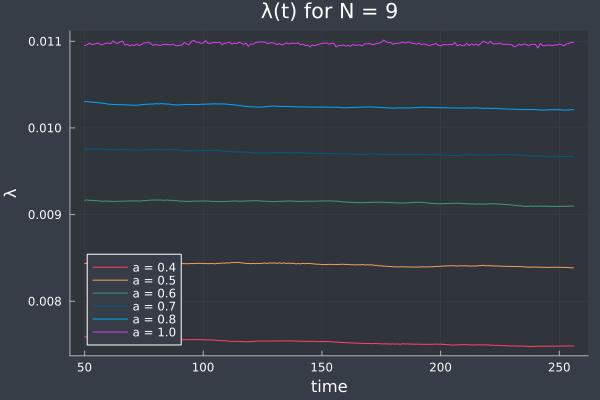 λ(t) for N = 9
0.011
0.010
0.009
0.008
λ
a = 0.4
a = 0.5
a = 0.6
a = 0.7
a = 0.8
a = 1.0
50 100 150 200 250
time